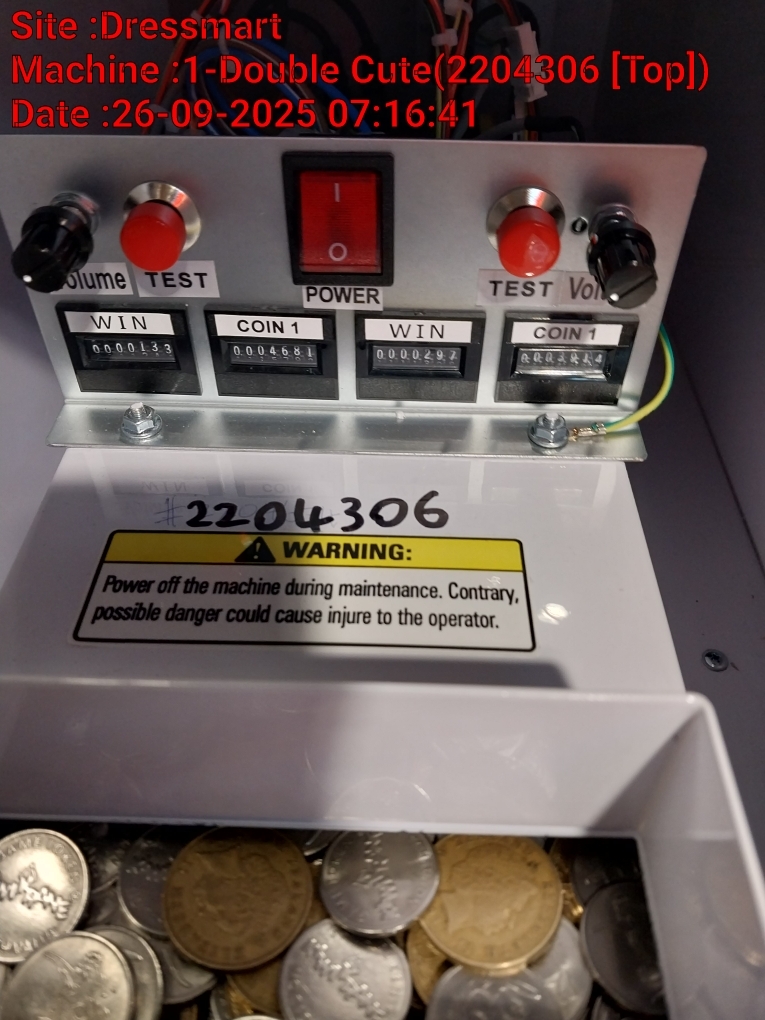 Site :Dressmart
Machine :1-Double Cute(2204306 [Top])
Date :26-09-2025 07:16:41
I
O
Volume TEST
POWER
TEST
WIN
COIN 1
WIN
COIN 1
0000133
0004681
0000297
#2204306
WARNING:
Power off the machine during maintenance. Contrary,
possible danger could cause injure to the operator.